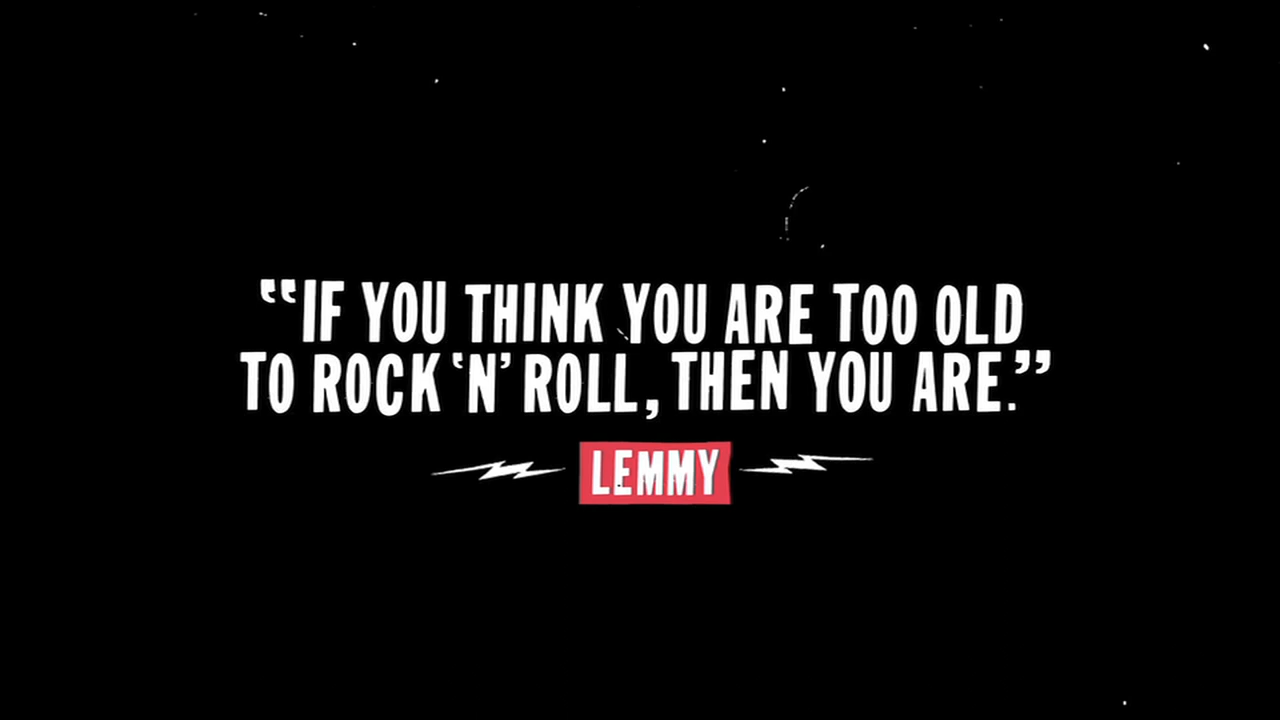 “IF YOU THINK YOU ARE TOO OLD
TO ROCK ‘N’ ROLL, THEN YOU ARE.”
LEMMY